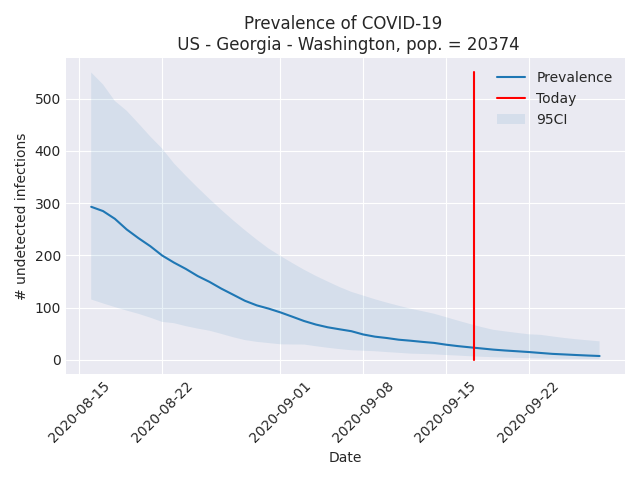 Prevalence of COVID-19
US - Georgia - Washington, pop. = 20374
# undetected infections
500
400
300
200
100
0
Prevalence
Today
95CI
2020-08-15
2020-08-22
2020-09-01
2020-09-08
2020-09-15
2020-09-22
Date